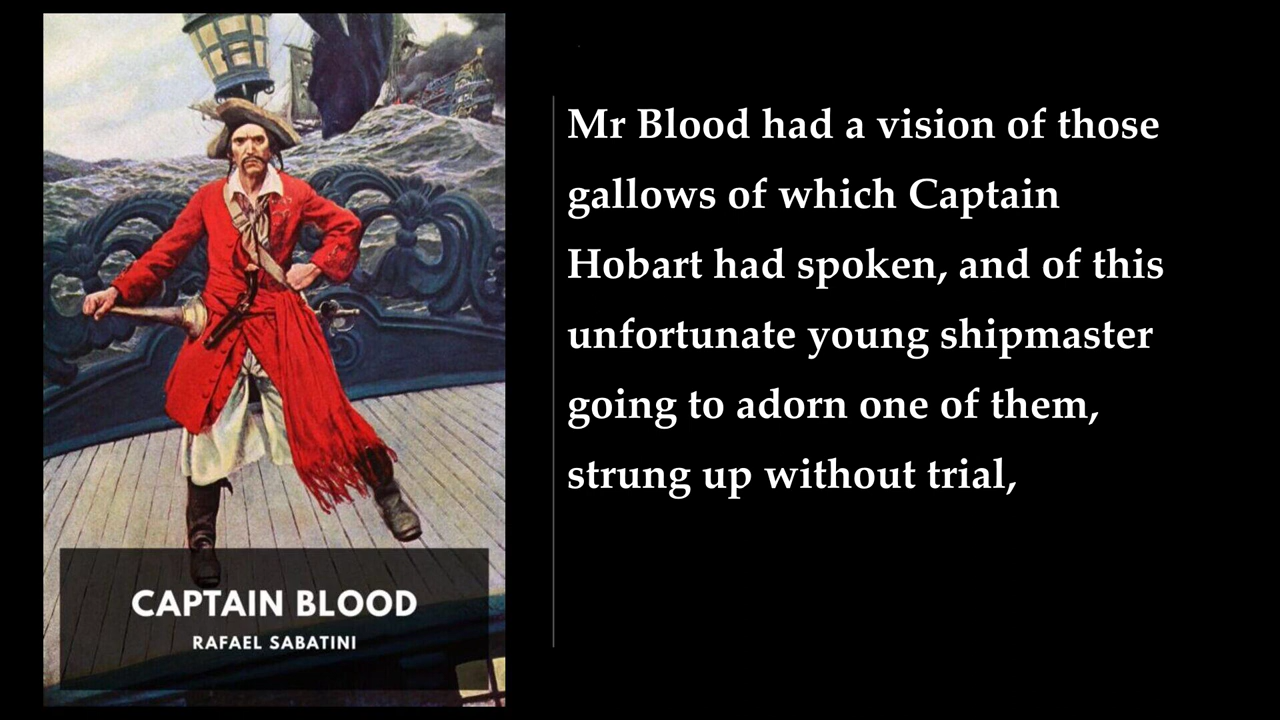 Mr Blood had a vision of those
gallows of which Captain
Hobart had spoken, and of this
unfortunate young shipmaster
going to adorn one of them,
strung up without trial,
CAPTAIN BLOOD
RAFAEL SABATINI